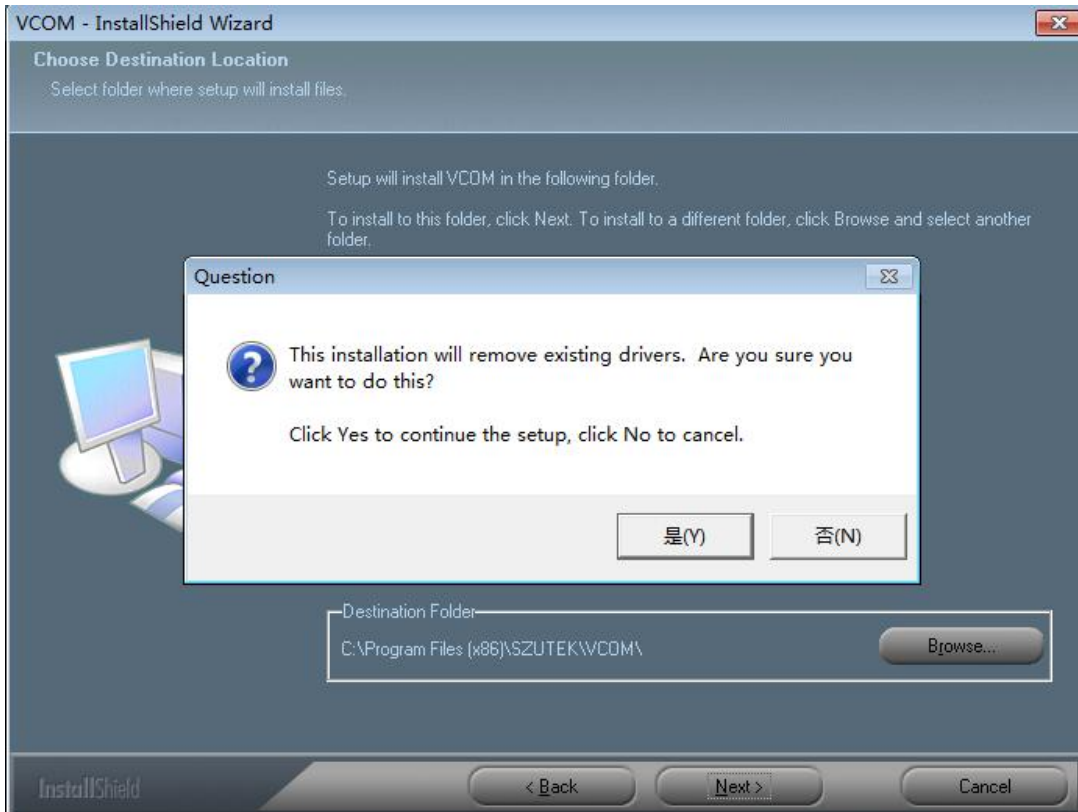 VCOM - InstallShield Wizard
Choose Destination Location
Select folder where setup will install files.
Setup will install VCOM in the following folder.
To install to this folder, click Next. To install to a different folder, click Browse and select another
folder.
Question
This installation will remove existing drivers.  Are you sure you
want to do this?
Click Yes to continue the setup, click No to cancel.
是(Y)
否(N)
Destination Folder
C:\Program Files (x86)\SZUTEK\VCOM\
Browse...
InstallShield
< Back
Next >
Cancel